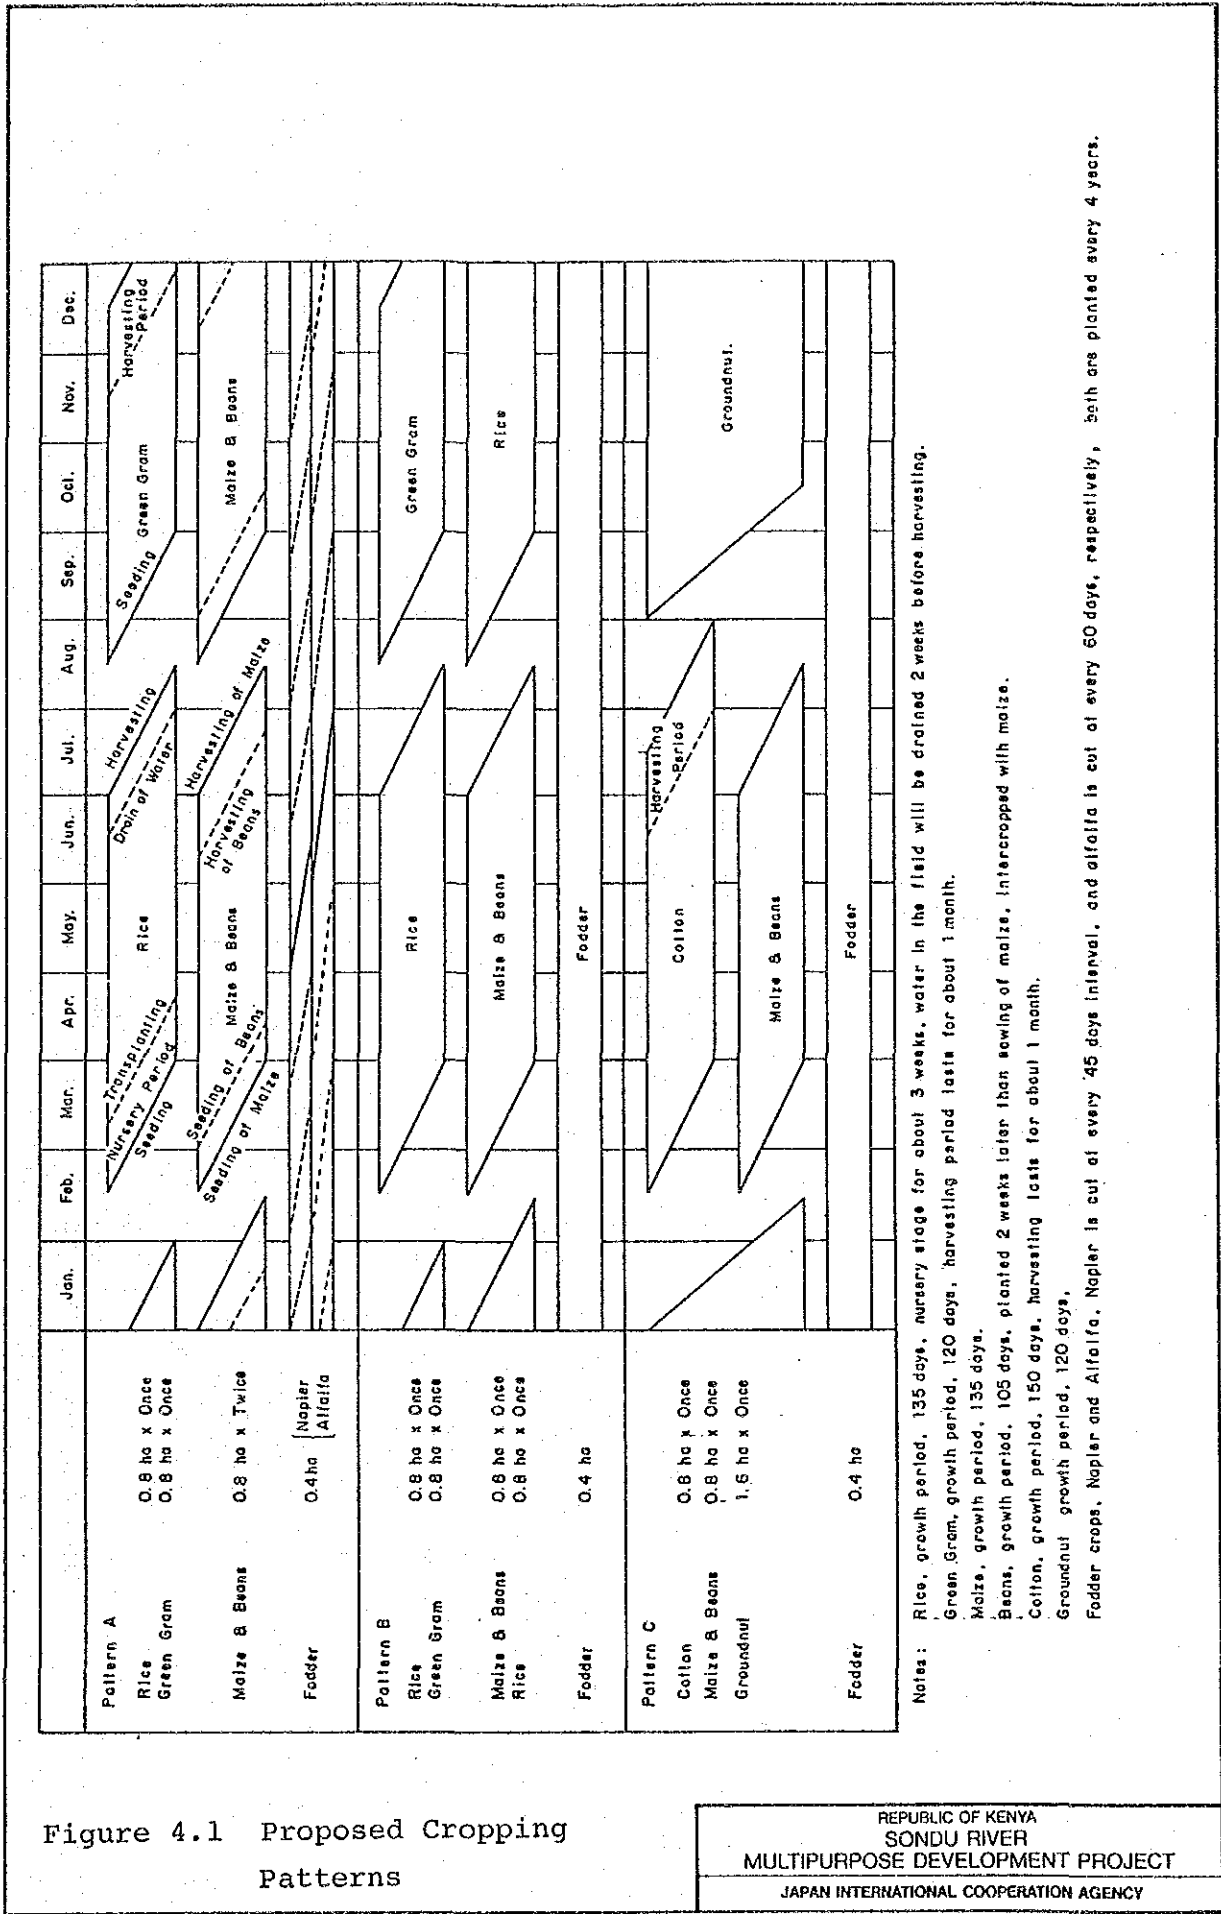 Jan. Feb. Mar. Apr. May. Jun. Jul. Aug. Sep. Oct. Nov. Dec.
Pattern A
Rice 0.8 ha x Once
Green Gram 0.8 ha x Once
Seeding
Nursery Period
Transplanting
Rice
Drain of Water
Harvesting
Seeding
Green Gram
Harvesting
Period
Maize & Beans 0.8 ha x Twice
Seeding of Maize
Seeding of Beans
Maize & Beans
Harvesting
of Beans
Harvesting of Maize
Maize & Beans
Fodder 0.4 ha Napier
Alfalfa
Pattern B
Rice 0.8 ha x Once
Green Gram 0.8 ha x Once
Rice
Green Gram
Maize & Beans 0.8 ha x Once
Rice 0.8 ha x Once
Maize & Beans
Rice
Fodder 0.4 ha
Fodder
Pattern C
Cotton 0.8 ha x Once
Maize & Beans 0.8 ha x Once
Groundnut 1.6 ha x Once
Cotton
Harvesting
Period
Maize & Beans
Groundnut.
Fodder 0.4 ha
Fodder
Notes: Rice, growth period, 135 days, nursery stage for about 3 weeks, water in the field will be drained 2 weeks before harvesting.
Green Gram, growth period, 120 days, harvesting period lasts for about 1 month.
Maize, growth period, 135 days.
Beans, growth period, 105 days, planted 2 weeks later than sowing of maize, intercropped with maize.
Cotton, growth period, 150 days, harvesting lasts for about 1 month.
Groundnut growth period, 120 days,
Fodder crops, Napier and Alfalfa, Napier is cut at every 45 days interval, and alfalfa is cut at every 60 days, respectively, both are planted every 4 years.
Figure 4.1 Proposed Cropping
Patterns
REPUBLIC OF KENYA
SONDU RIVER
MULTIPURPOSE DEVELOPMENT PROJECT
JAPAN INTERNATIONAL COOPERATION AGENCY